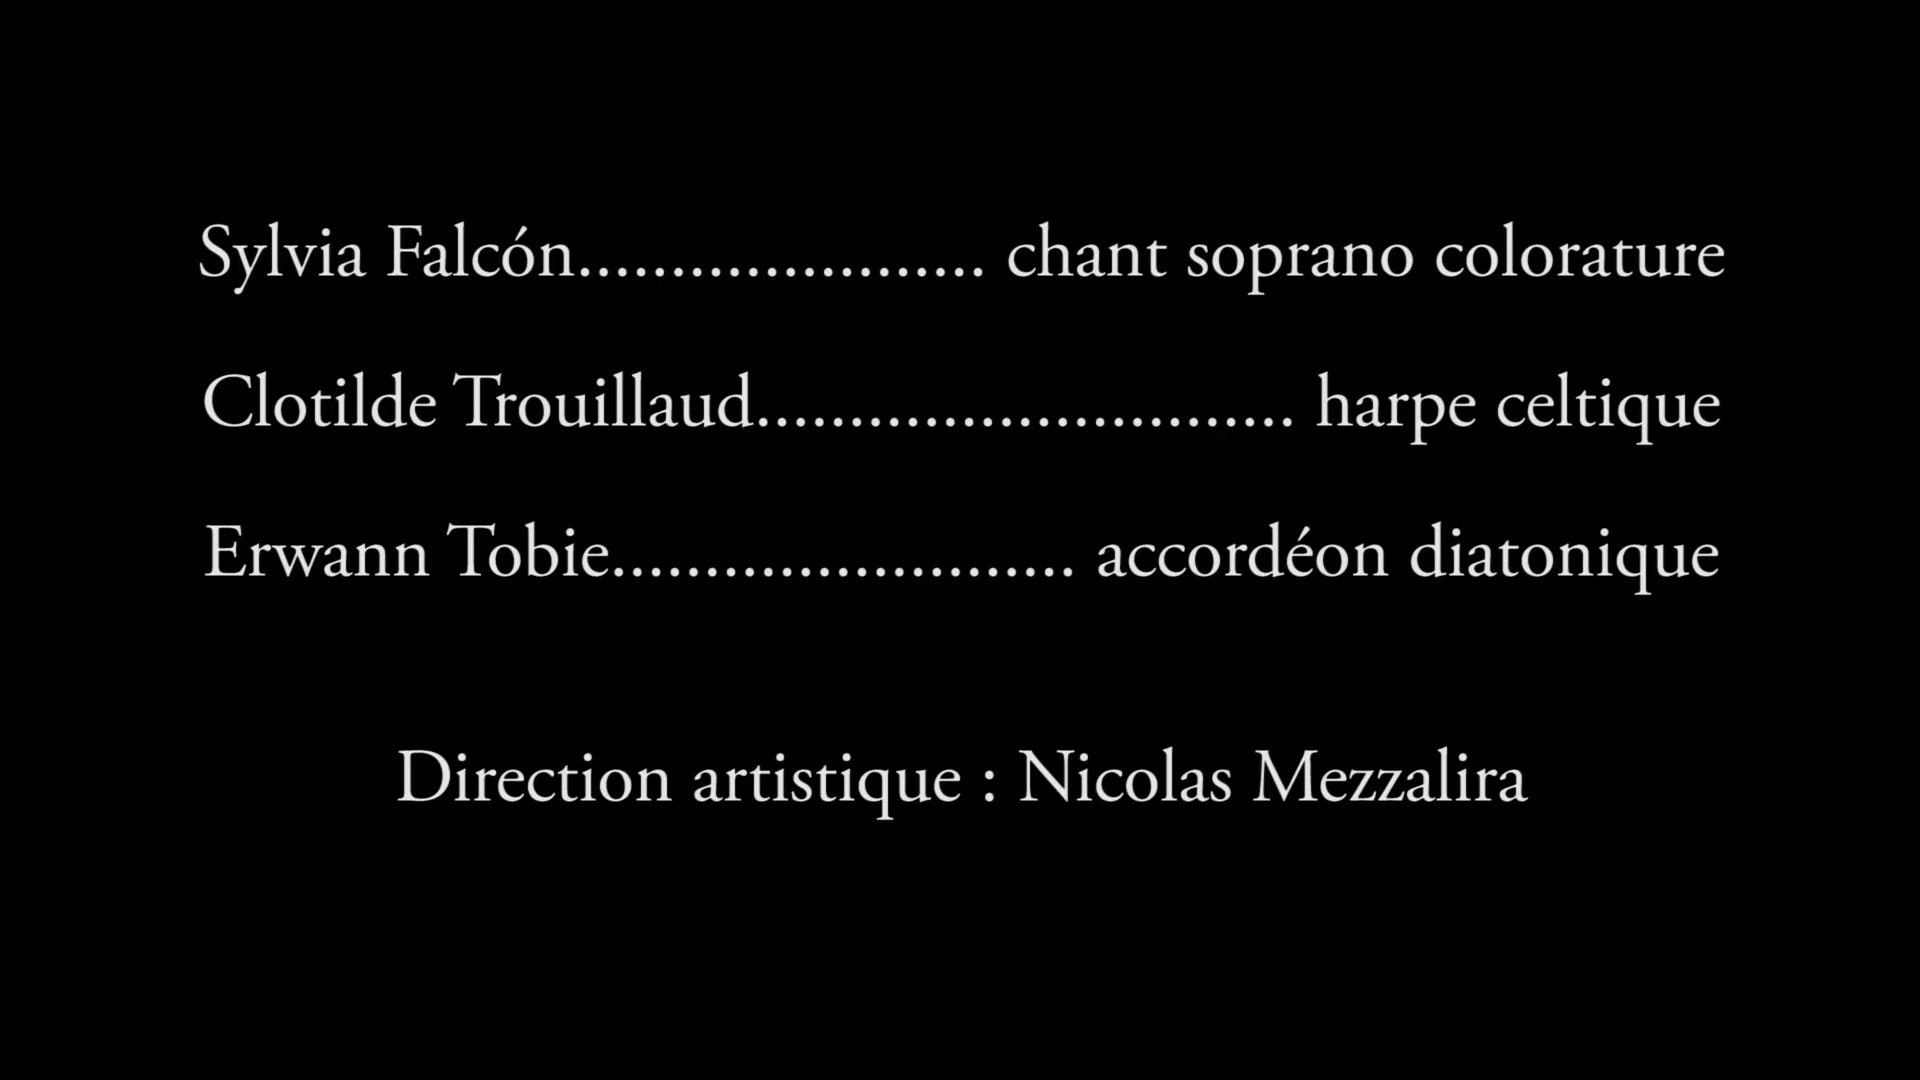 Sylvia Falcón...................... chant soprano colorature
Clotilde Trouillaud............................. harpe celtique
Erwann Tobie......................... accordéon diatonique
Direction artistique : Nicolas Mezzalira